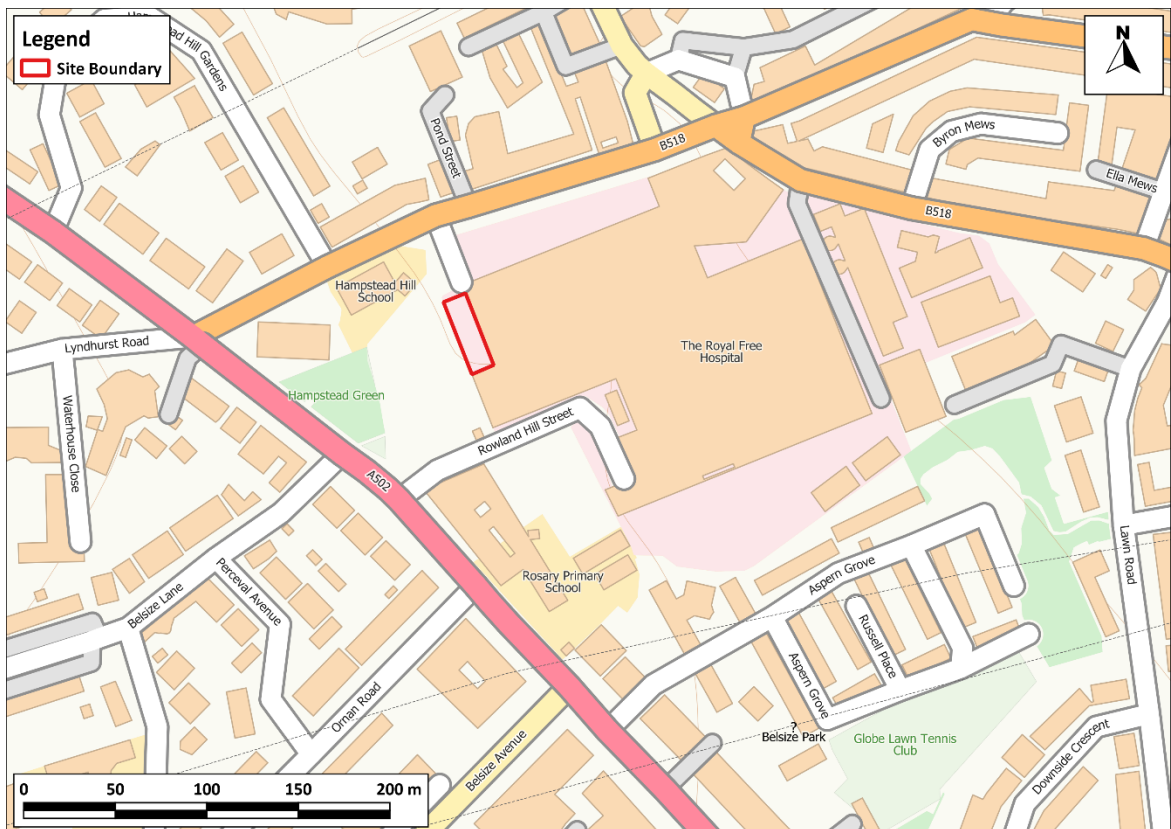 Legend
Site Boundary
N
Hill Gardens
Pond Street
B518
Byron Mews
Ella Mews
B518
Hampstead Hill
School
Lyndhurst Road
The Royal Free
Hospital
Hampstead Green
Waterhouse Close
Rowland Hill Street
A502
Lawn Road
Belsize Lane
Perceval Avenue
Rosary Primary
School
Aspern Grove
Russell Place
Aspern Grove
Ornan Road
?
Belsize Park
Globe Lawn Tennis
Club
Downside Crescent
Belsize Avenue
0 50 100 150 200 m